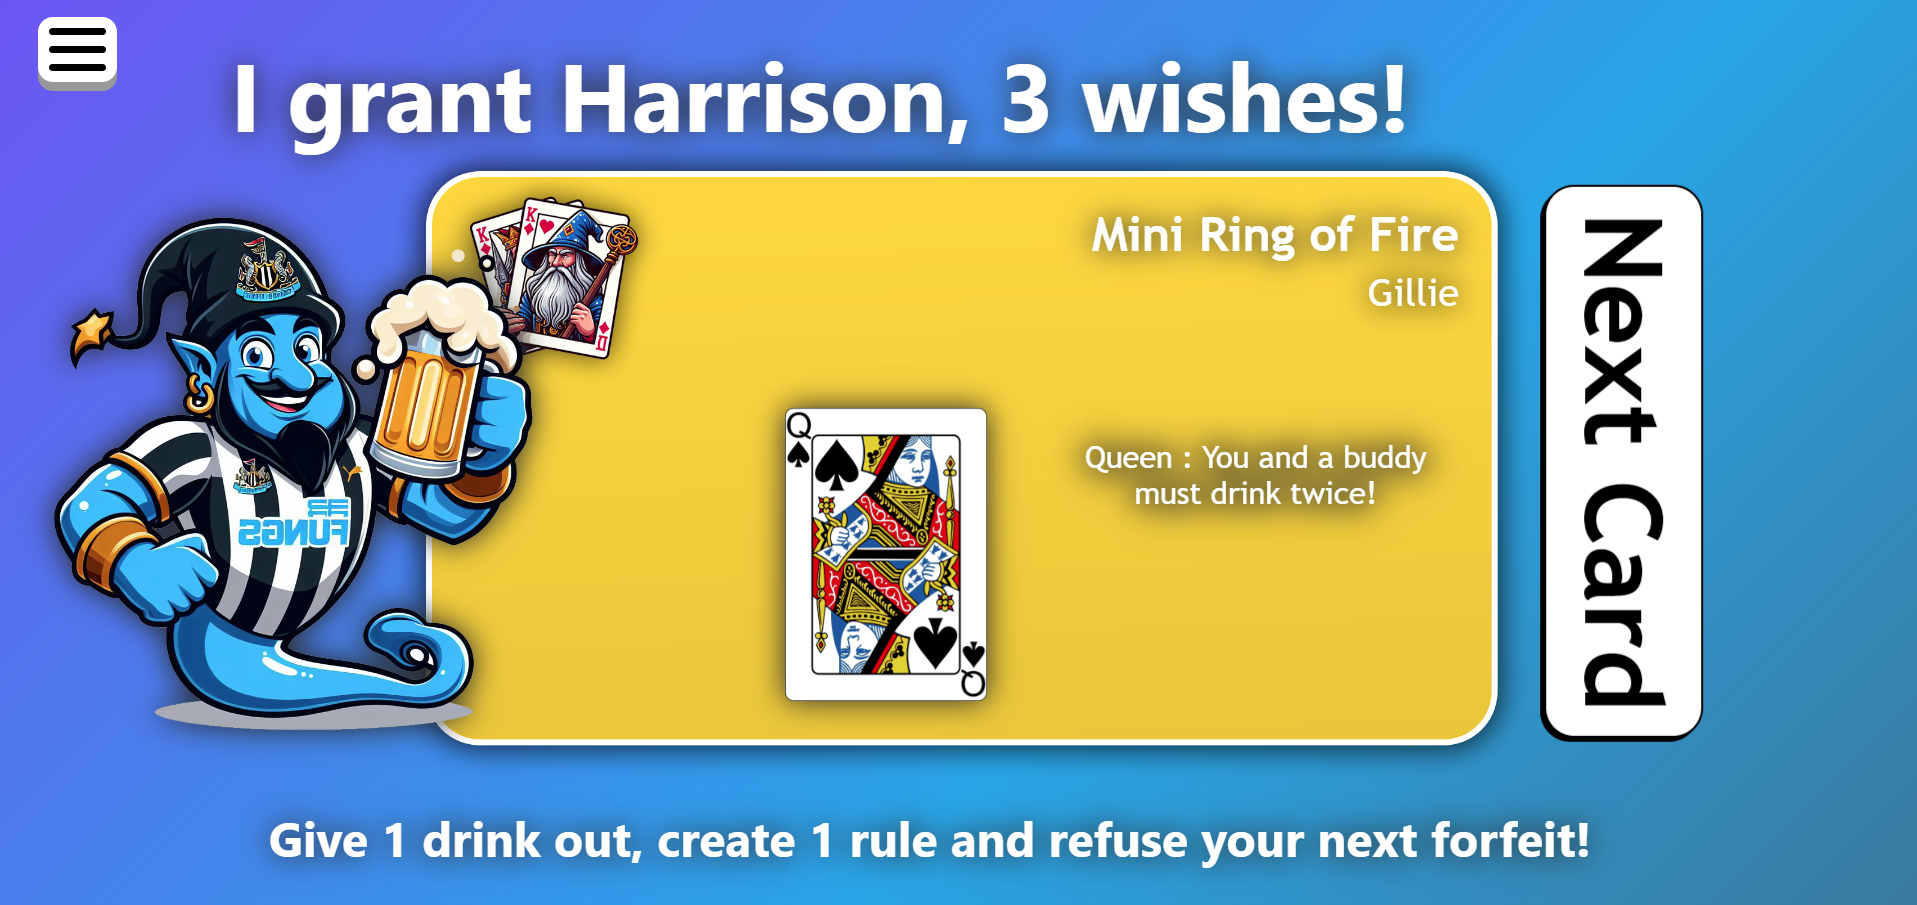 I grant Harrison, 3 wishes!
K
K
Q
Mini Ring of Fire
Gillie
Q
Queen : You and a buddy
must drink twice!
Q
FUN88
Next Card
Give 1 drink out, create 1 rule and refuse your next forfeit!